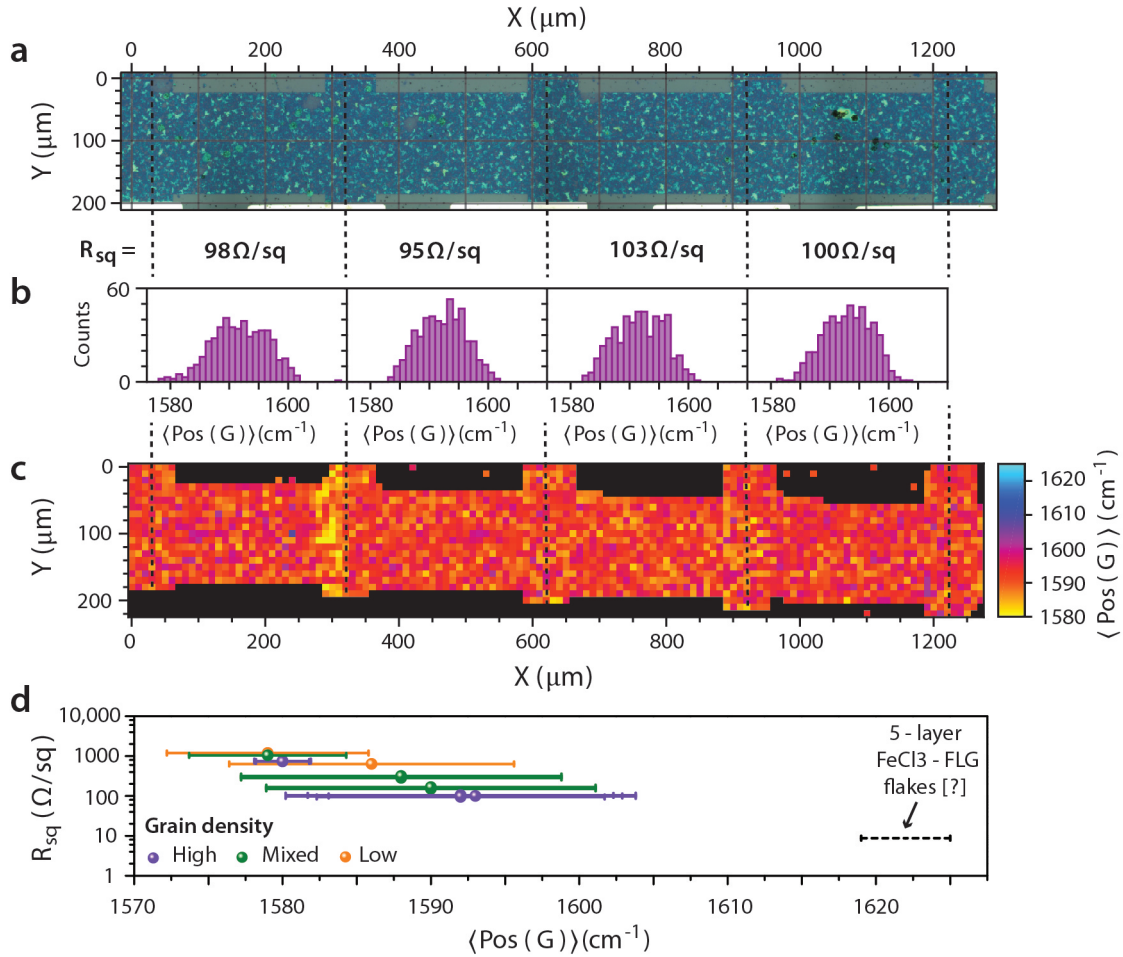 X (μm)
a
0 200 400 600 800 1000 1200
Y (μm)
0
100
200
R_sq = 98Ω/sq 95Ω/sq 103Ω/sq 100Ω/sq
b
Counts
60
0
1580 1600 1580 1600 1580 1600 1580 1600
⟨Pos ( G )⟩(cm⁻¹) ⟨Pos ( G )⟩(cm⁻¹) ⟨Pos ( G )⟩(cm⁻¹) ⟨Pos ( G )⟩(cm⁻¹)
c
Y (μm)
0
100
200
0 200 400 600 800 1000 1200
X (μm)
1620
1610
1600
1590
1580
⟨ Pos ( G ) ⟩ (cm⁻¹)
d
R_sq ( Ω/sq)
10,000
1000
100
10
1
5 - layer
FeCl3 - FLG
flakes [?]
Grain density
High Mixed Low
1570 1580 1590 1600 1610 1620
⟨Pos ( G )⟩(cm⁻¹)